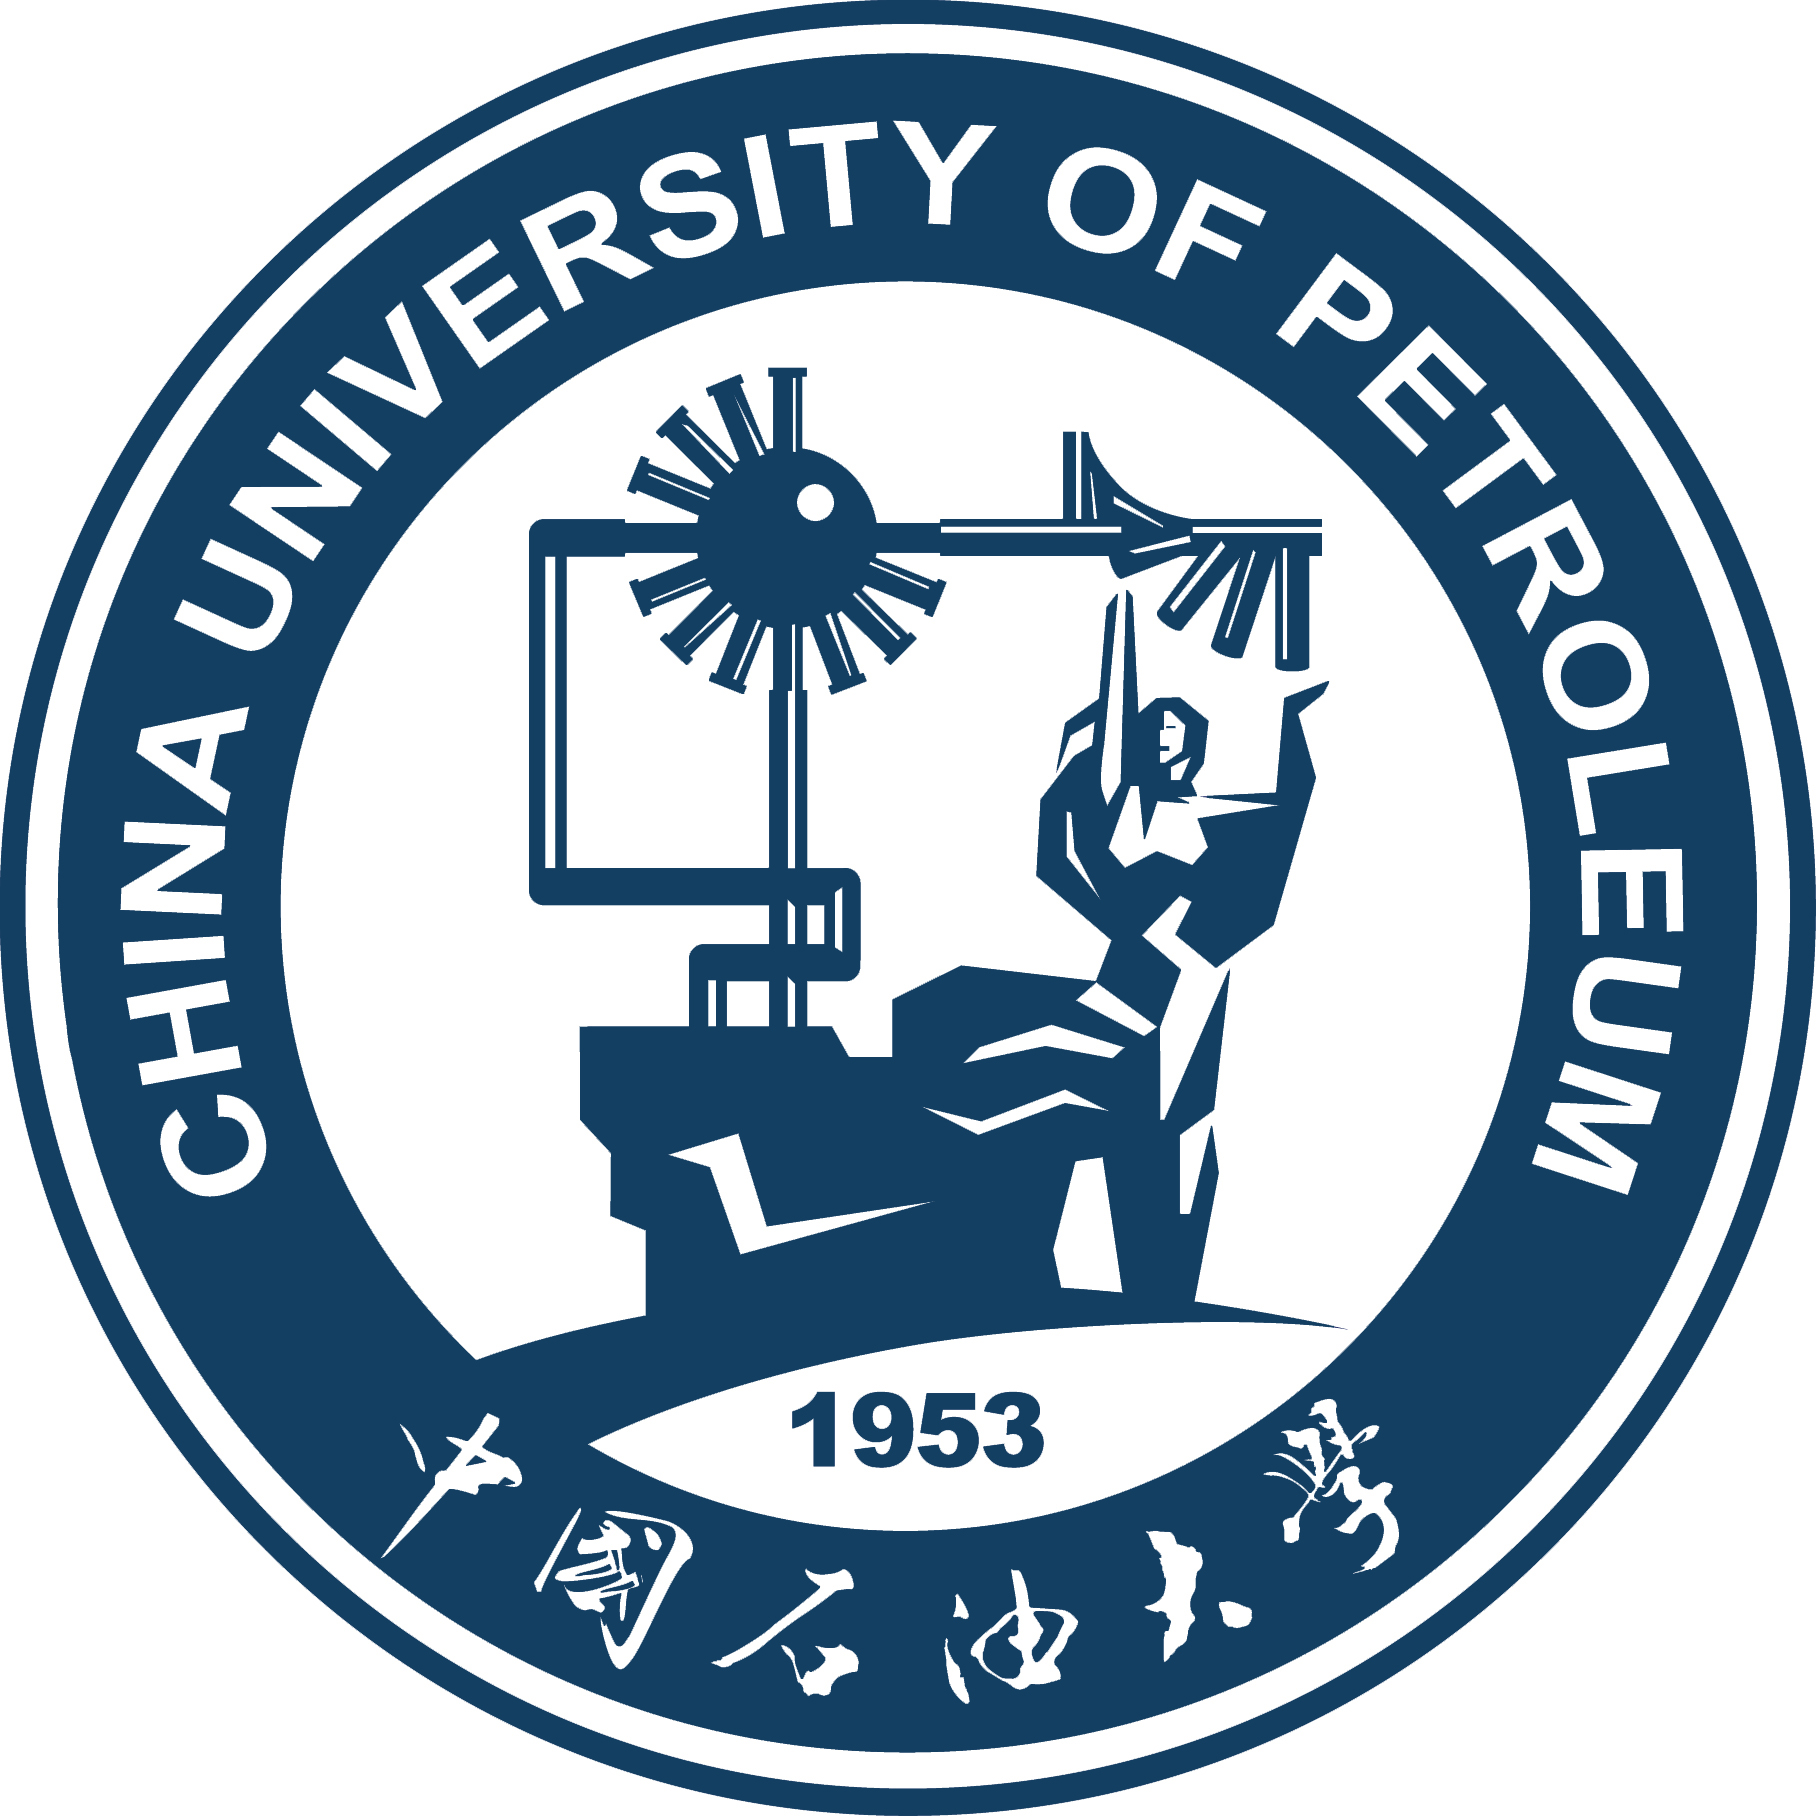 CHINA UNIVERSITY OF PETROLEUM
1953
中国石油大学